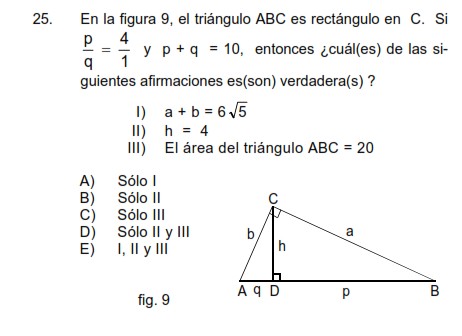 25. En la figura 9, el triángulo ABC es rectángulo en C. Si
p/q = 4/1 y p + q = 10, entonces ¿cuál(es) de las si-
guientes afirmaciones es(son) verdadera(s) ?
I) a + b = 6√5
II) h = 4
III) El área del triángulo ABC = 20
A) Sólo I
B) Sólo II
C) Sólo III
D) Sólo II y III
E) I, II y III
C
b
a
h
A q D p B
fig. 9